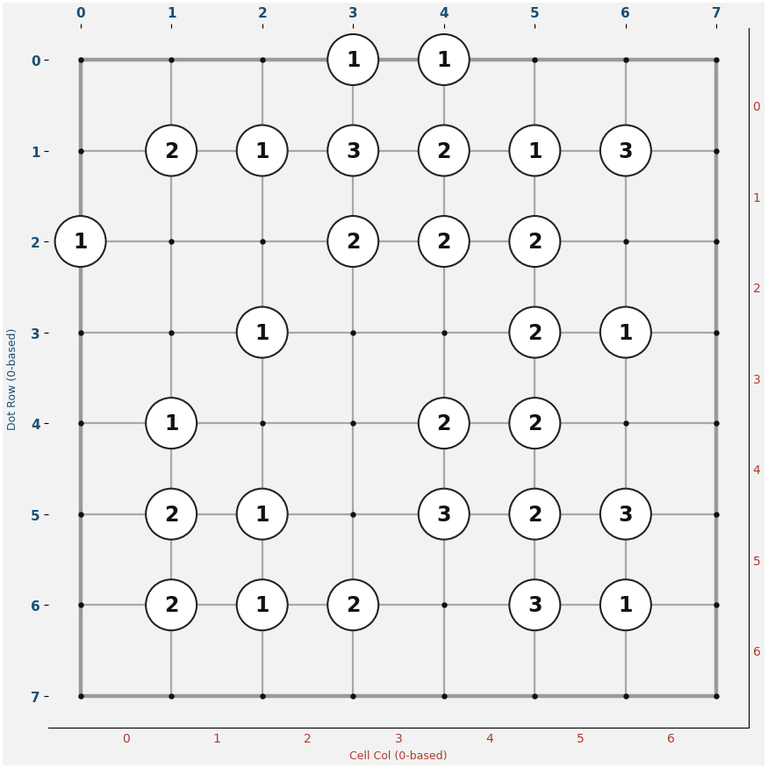 0 1 2 3 4 5 6 7
0 1 1
0
1 2 1 3 2 1 3
1
2 1 2 2 2
2
3 1 2 1
3
4 1 2 2
4
5 2 1 3 2 3
5
6 2 1 2 3 1
6
7
0 1 2 3 4 5 6
Cell Col (0-based)
Dot Row (0-based)